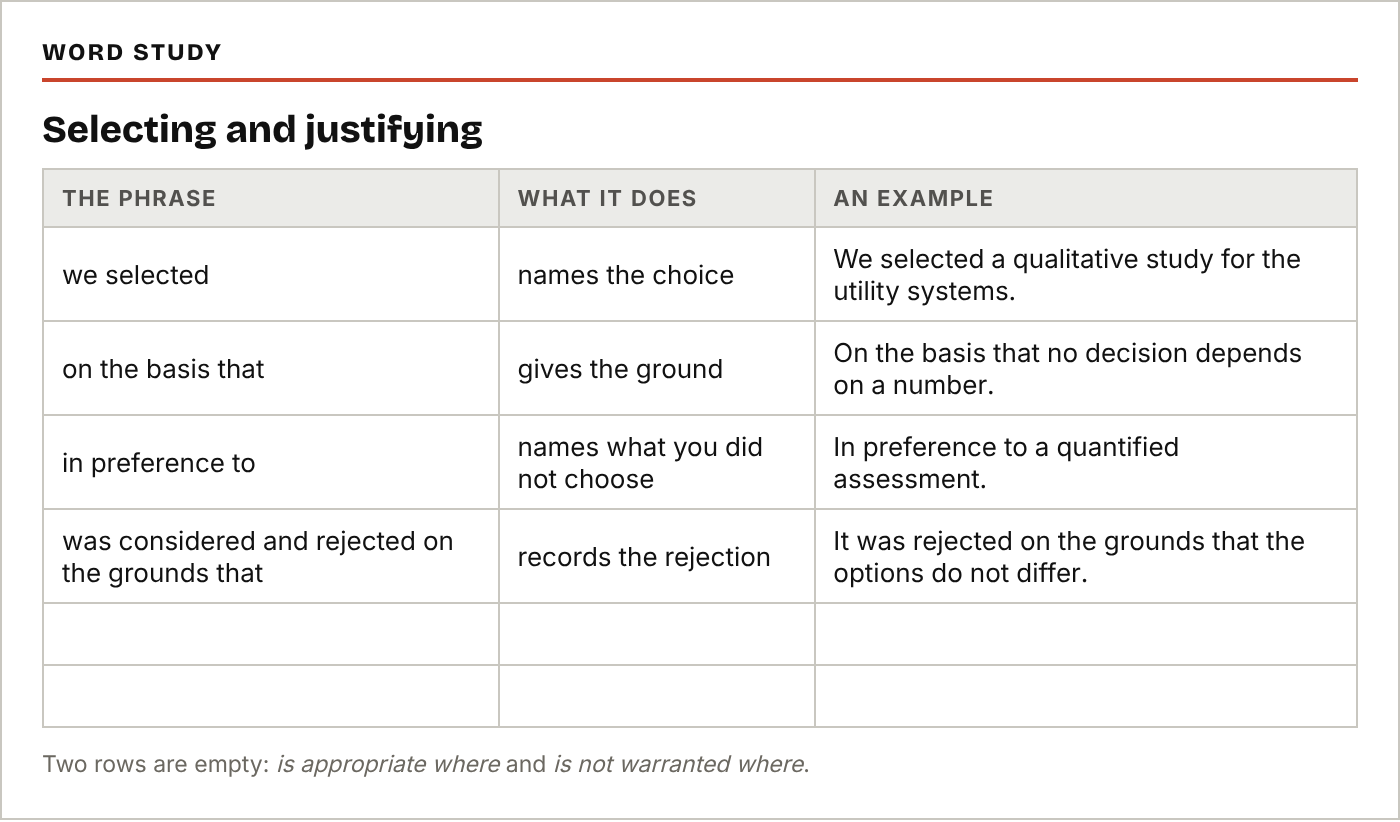 WORD STUDY
Selecting and justifying
THE PHRASE
WHAT IT DOES
AN EXAMPLE
we selected
names the choice
We selected a qualitative study for the
utility systems.
on the basis that
gives the ground
On the basis that no decision depends
on a number.
in preference to
names what you did
not choose
In preference to a quantified
assessment.
was considered and rejected on
the grounds that
records the rejection
It was rejected on the grounds that the
options do not differ.
Two rows are empty: is appropriate where and is not warranted where.